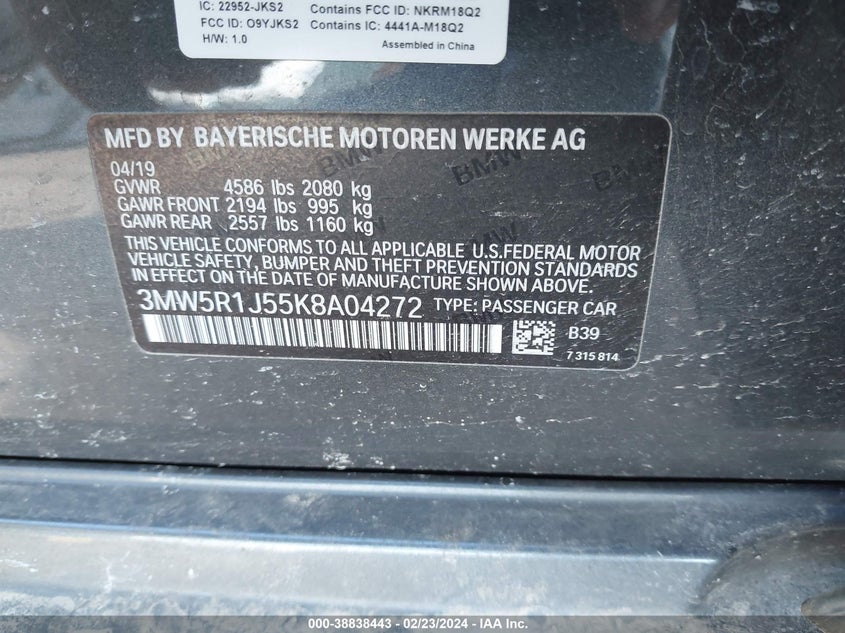 IC: 22952-JKS2 Contains FCC ID: NKRM18Q2
FCC ID: O9YJKS2 Contains IC: 4441A-M18Q2
H/W: 1.0 Assembled in China
MFD BY BAYERISCHE MOTOREN WERKE AG
04/19
GVWR 4586 lbs 2080 kg
GAWR FRONT 2194 lbs 995 kg
GAWR REAR 2557 lbs 1160 kg
THIS VEHICLE CONFORMS TO ALL APPLICABLE U.S.FEDERAL MOTOR
VEHICLE SAFETY, BUMPER AND THEFT PREVENTION STANDARDS
IN EFFECT ON THE DATE OF MANUFACTURE SHOWN ABOVE.
3MW5R1J55K8A04272 TYPE: PASSENGER CAR
B39
7 315 814
000-38838443 - 02/23/2024 - IAA, Inc.